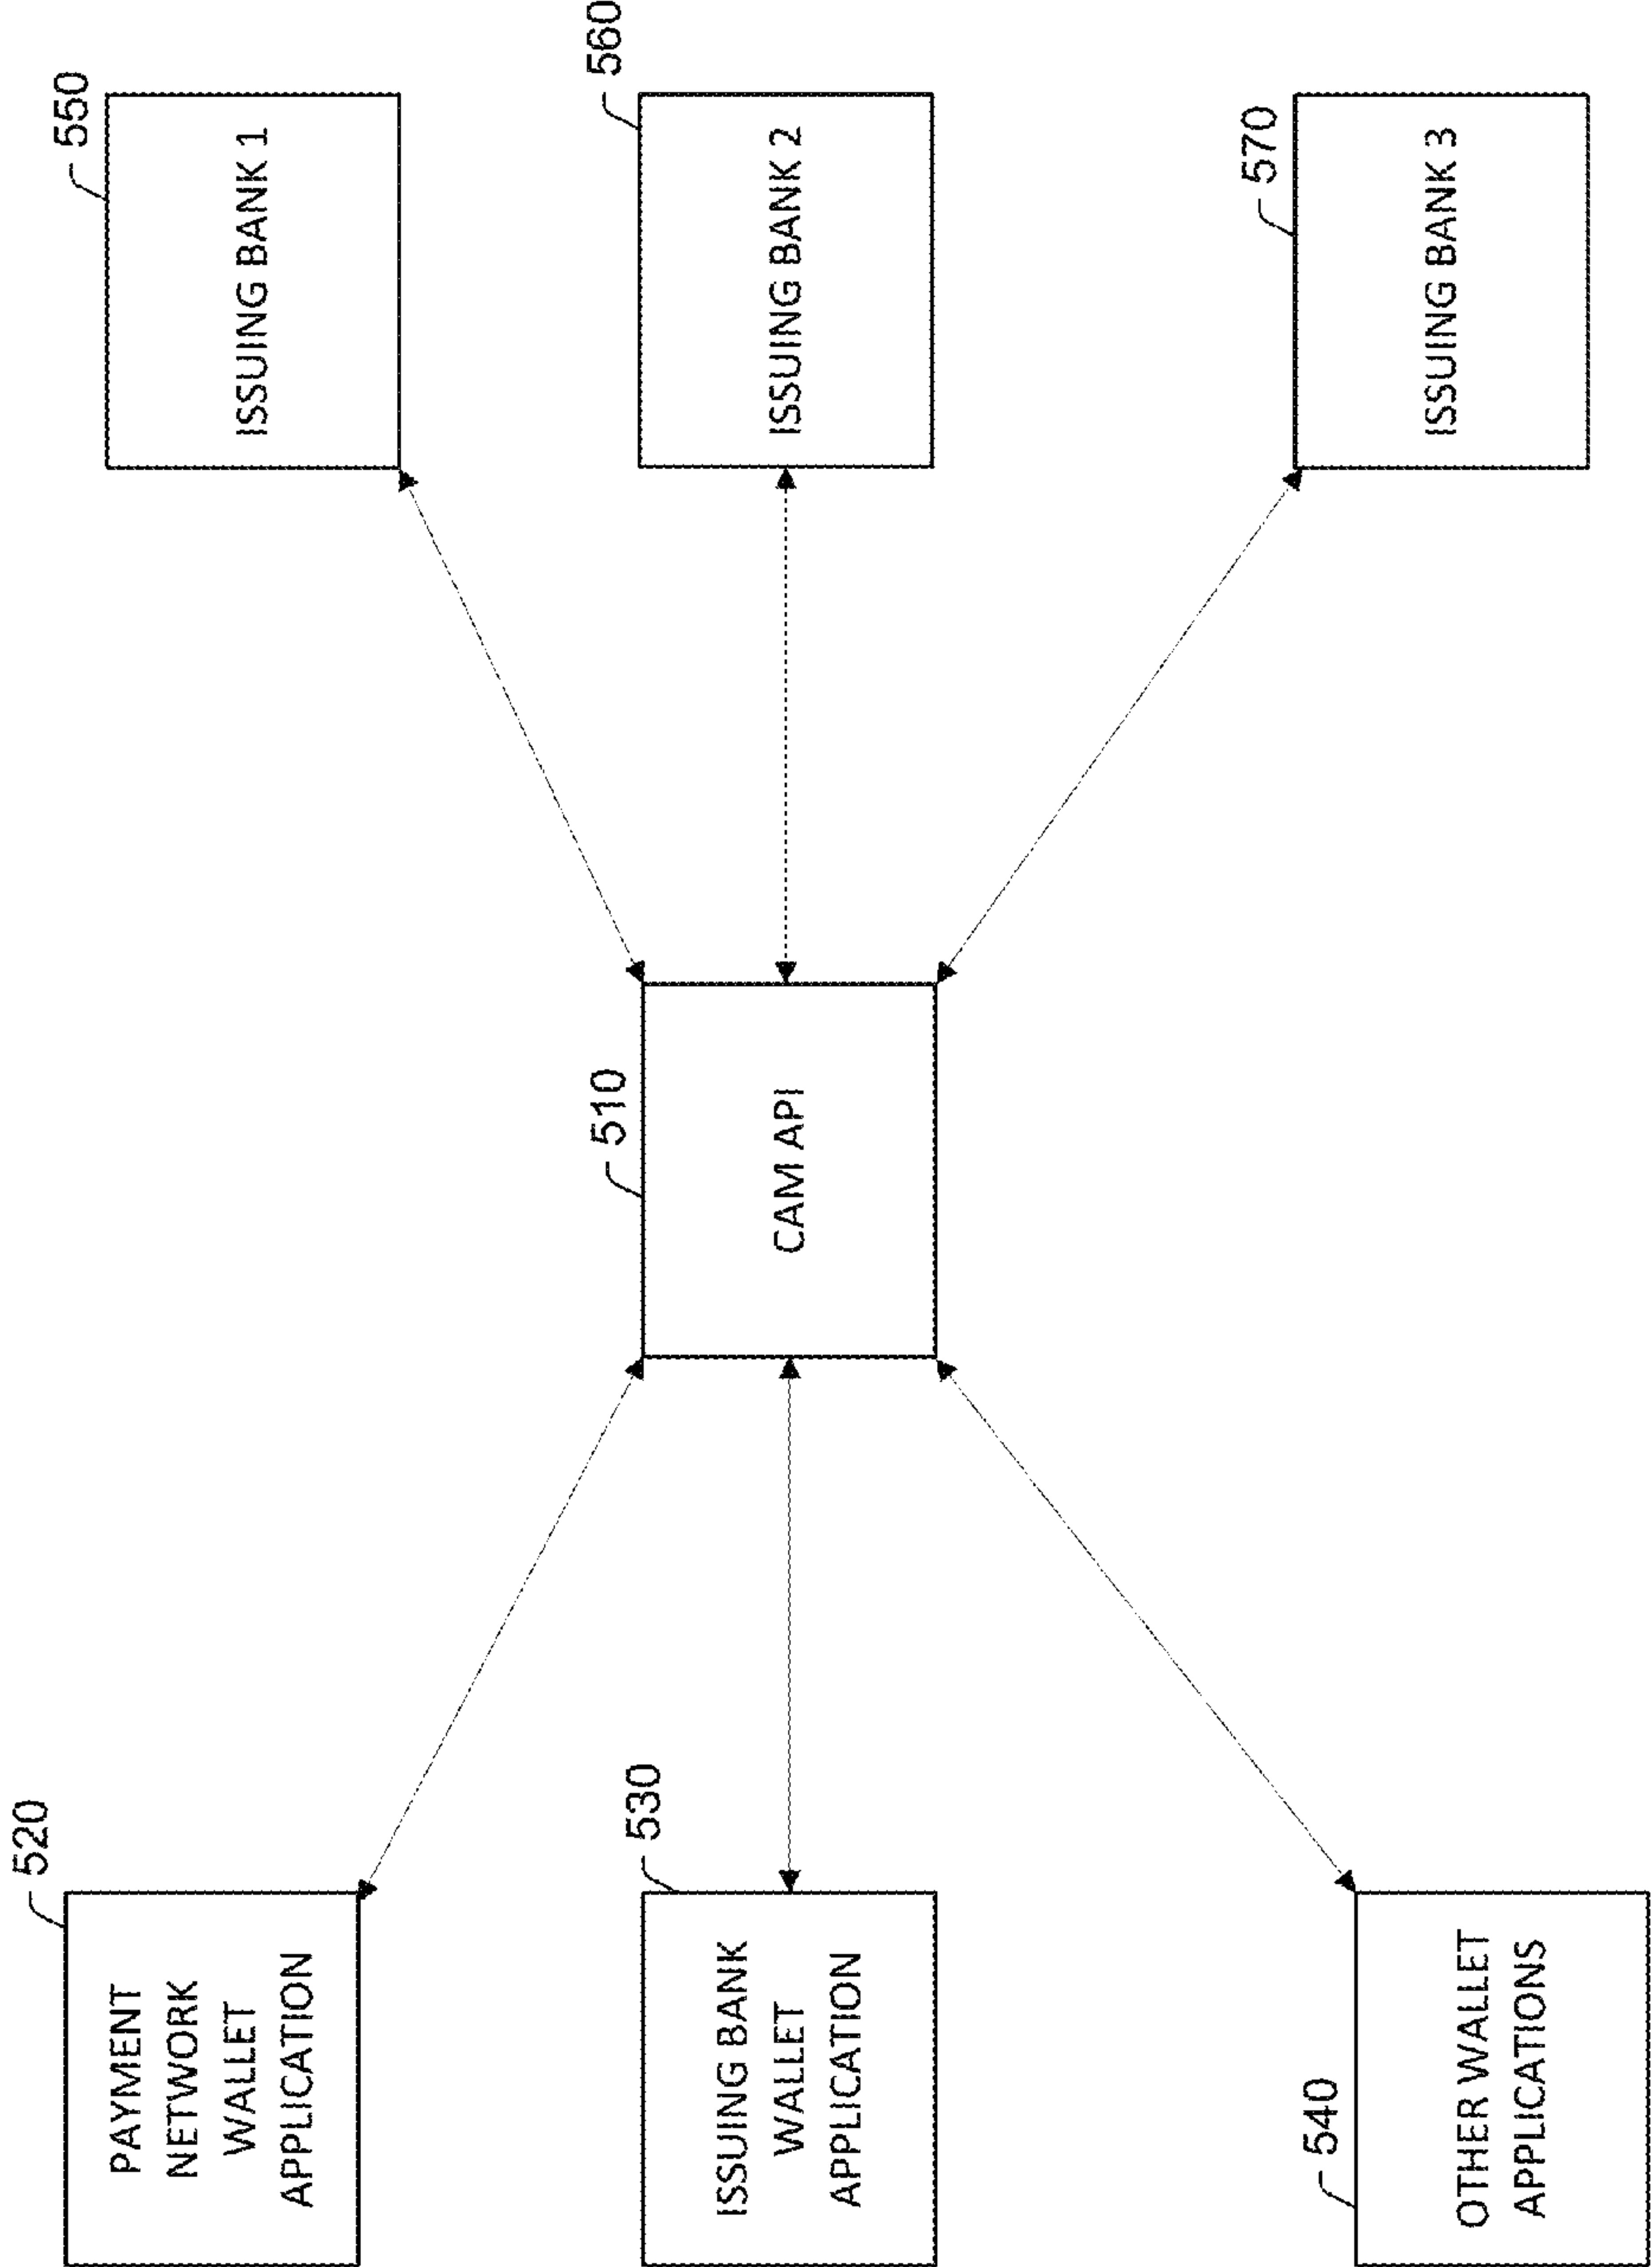 520
PAYMENT
NETWORK
WALLET
APPLICATION
530
ISSUING BANK
WALLET
APPLICATION
540
OTHER WALLET
APPLICATIONS
510
CAM API
550
ISSUING BANK 1
560
ISSUING BANK 2
570
ISSUING BANK 3